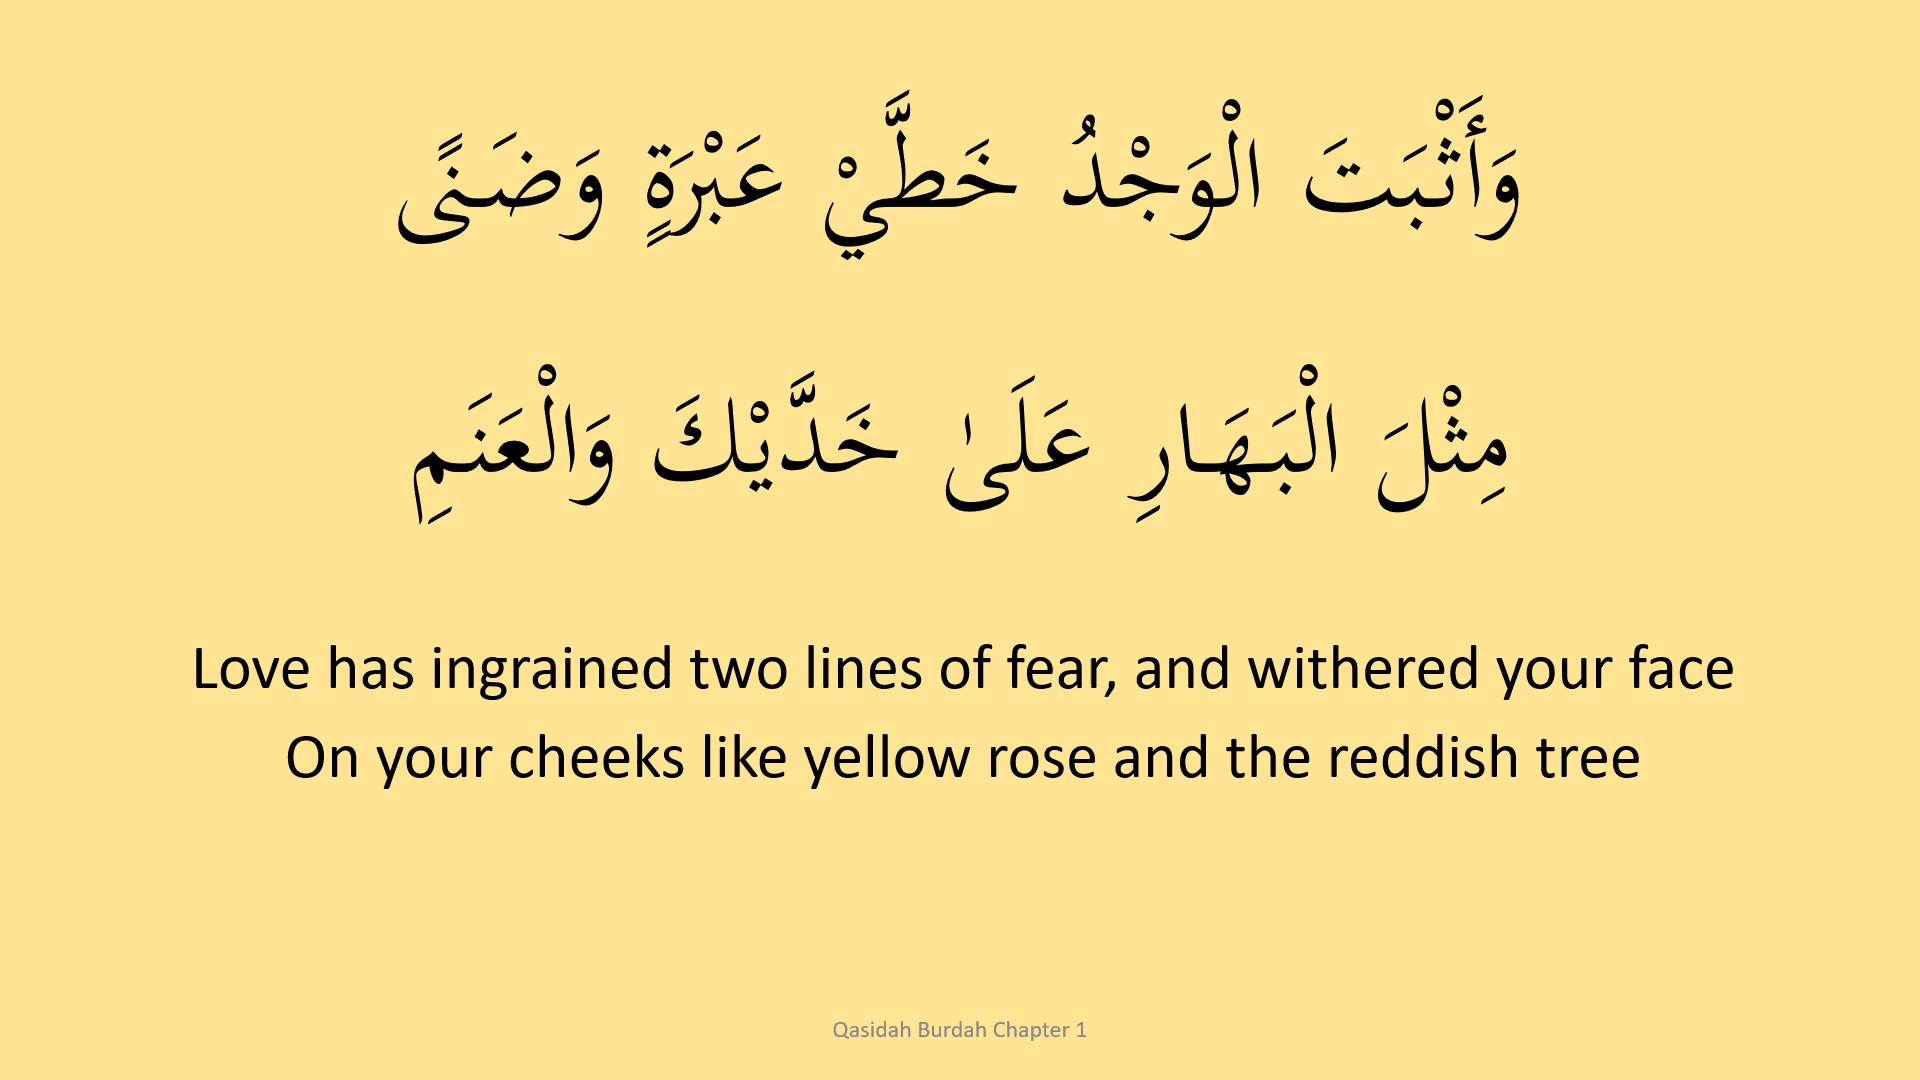 وَأَثْبَتَ الْوَجْدُ خَطَّيْ عَبْرَةٍ وَضَنًى
مِثْلَ الْبَهَارِ عَلَىٰ خَدَّيْكَ وَالْعَنَمِ
Love has ingrained two lines of fear, and withered your face
On your cheeks like yellow rose and the reddish tree
Qasidah Burdah Chapter 1